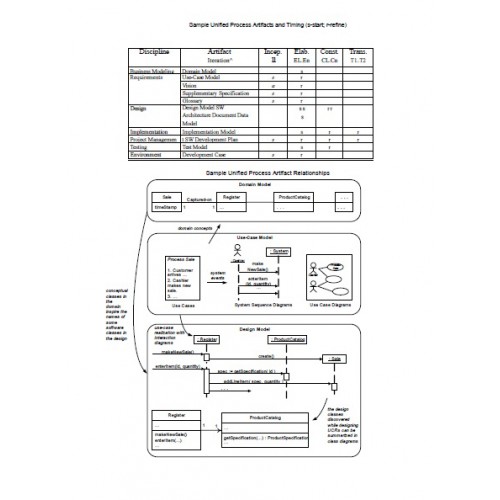 Sample Unified Process Artifacts and Timing (s-start; r-refine)
Discipline Artifact Incep. Elab. Const. Trans.
Iteration^ I1 E1.En C1.Cn T1.T2
Business Modeling Domain Model s
Requirements Use-Case Model s r
Vision s r
Supplementary Specification s r
Glossary s r
Design Design Model SW s s r r
Architecture Document Data s
Model
Implementation Implementation Model s r r
Project Management SW Development Plan s r r r
Testing Test Model s r
Environment Development Case s r
Sample Unified Process Artifact Relationships
Domain Model
Sale Captured-on Register ProductCatalog . . .
timeStamp 1 1 . . . . . .
domain concepts
Use-Case Model
Process Sale
1. Customer
arrives ...
2. Cashier
makes new
sale.
3. ...
Use Cases
system
events
: System
make
NewSale()
enterItem
(id, quantity)
System Sequence Diagrams
Use Case Diagrams
conceptual
classes in
the
domain
inspire the
names of
some
software
classes in
the design
Design Model
use-case
realization with
interaction
diagrams
: Register : ProductCatalog
makeNewSale()
create()
: Sale
enterItem(id, quantity)
spec := getSpecification( id )
addLineItem( spec, quantity )
. . .
Register
...
makeNewSale()
enterItem(...)
...
1 1
ProductCatalog
...
getSpecification(...) : ProductSpecification
...
the design
classes
discovered
while designing
UCRs can be
summarized in
class diagrams